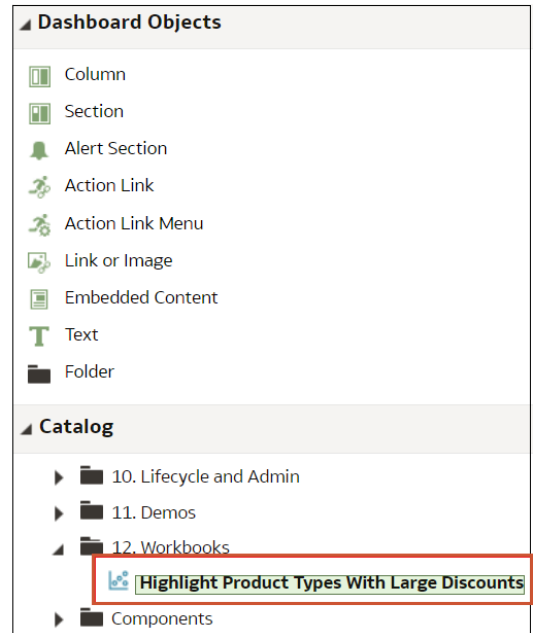 Dashboard Objects
Column
Section
Alert Section
Action Link
Action Link Menu
Link or Image
Embedded Content
Text
Folder
Catalog
10. Lifecycle and Admin
11. Demos
12. Workbooks
Highlight Product Types With Large Discounts
Components